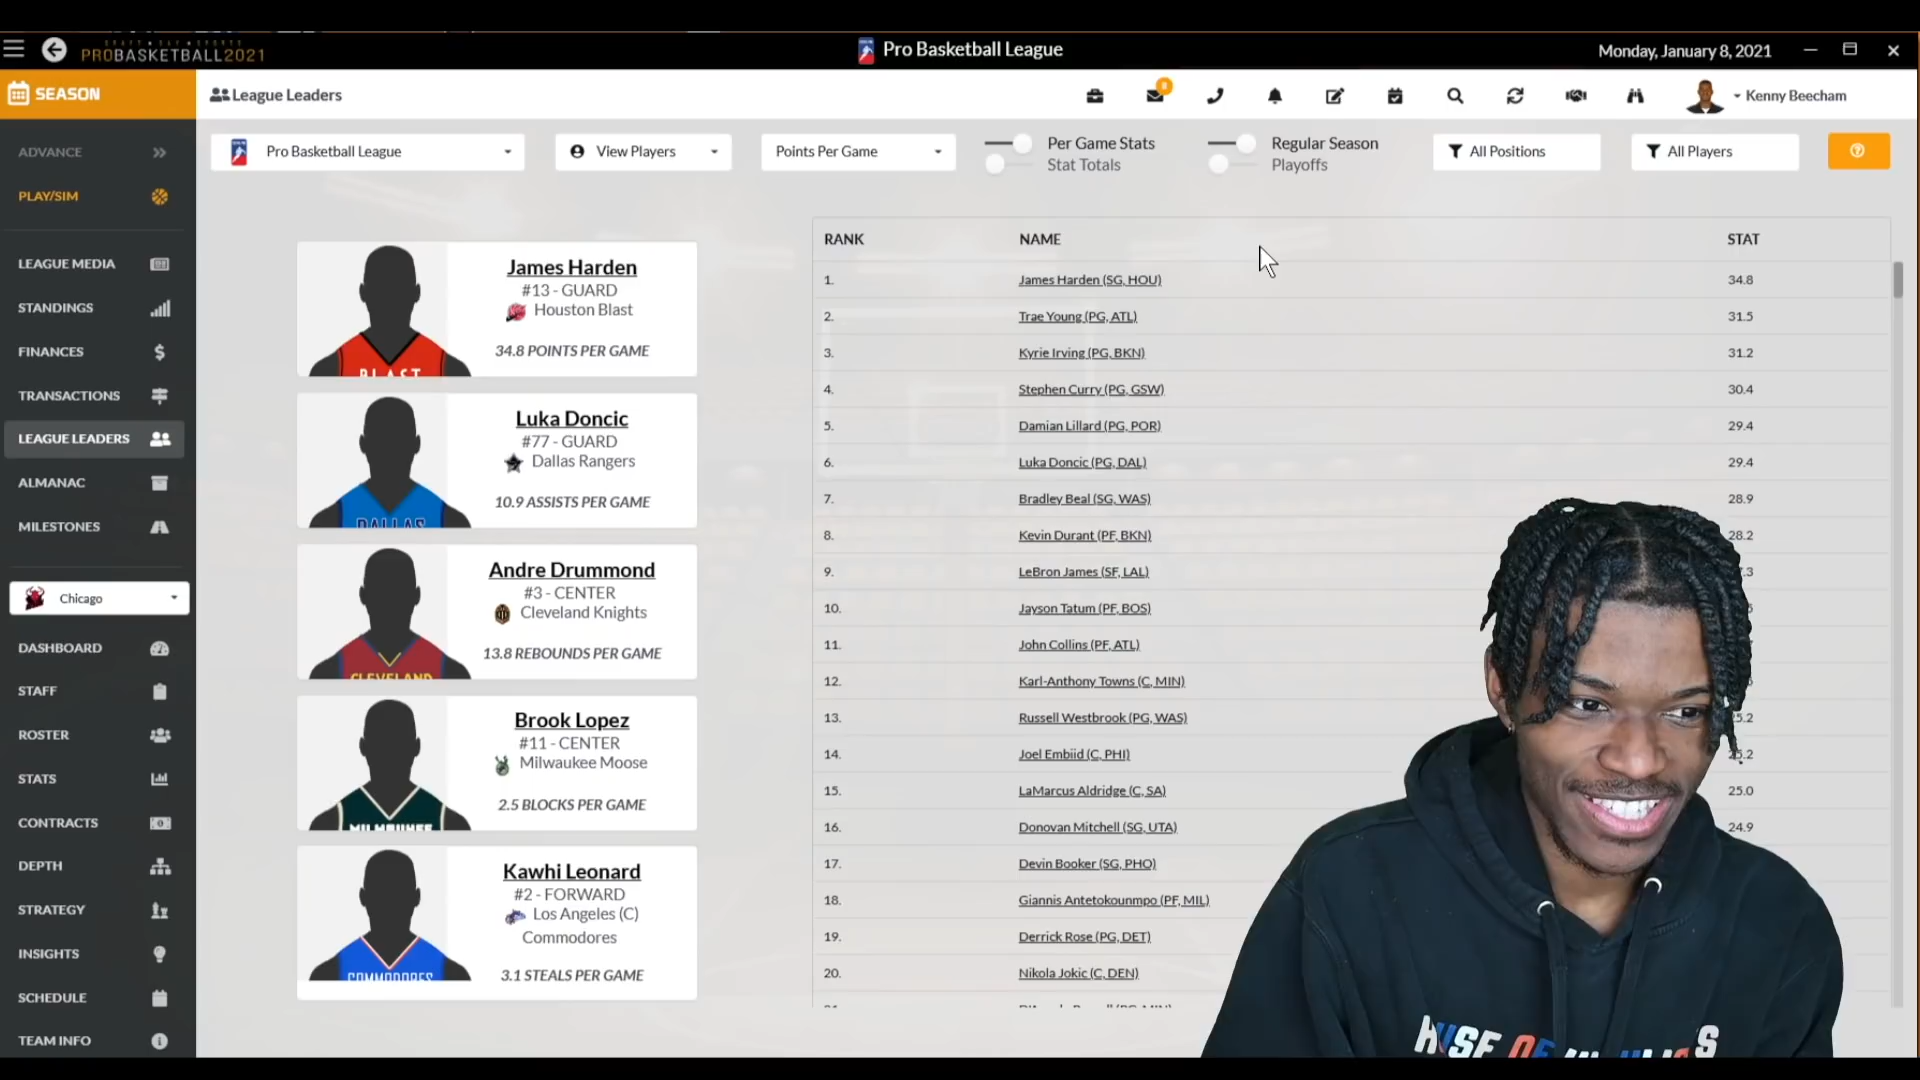 DRAFT DAY SPORTS
PROBASKETBALL2021
Pro Basketball League
Monday, January 8, 2021
SEASON
League Leaders
Kenny Beecham
ADVANCE
PLAY/SIM
LEAGUE MEDIA
STANDINGS
FINANCES
TRANSACTIONS
LEAGUE LEADERS
ALMANAC
MILESTONES
Chicago
DASHBOARD
STAFF
ROSTER
STATS
CONTRACTS
DEPTH
STRATEGY
INSIGHTS
SCHEDULE
TEAM INFO
Pro Basketball League
View Players
Points Per Game
Per Game Stats
Stat Totals
Regular Season
Playoffs
All Positions
All Players
James Harden
#13 - GUARD
Houston Blast
34.8 POINTS PER GAME
BLAST
Luka Doncic
#77 - GUARD
Dallas Rangers
10.9 ASSISTS PER GAME
DALLAS
Andre Drummond
#3 - CENTER
Cleveland Knights
13.8 REBOUNDS PER GAME
CLEVELAND
Brook Lopez
#11 - CENTER
Milwaukee Moose
2.5 BLOCKS PER GAME
MILWAUKEE
Kawhi Leonard
#2 - FORWARD
Los Angeles (C)
Commodores
3.1 STEALS PER GAME
COMMODORES
RANK NAME STAT
1. James Harden (SG, HOU) 34.8
2. Trae Young (PG, ATL) 31.5
3. Kyrie Irving (PG, BKN) 31.2
4. Stephen Curry (PG, GSW) 30.4
5. Damian Lillard (PG, POR) 29.4
6. Luka Doncic (PG, DAL) 29.4
7. Bradley Beal (SG, WAS) 28.9
8. Kevin Durant (PF, BKN) 28.2
9. LeBron James (SF, LAL)
10. Jayson Tatum (PF, BOS)
11. John Collins (PF, ATL)
12. Karl-Anthony Towns (C, MIN)
13. Russell Westbrook (PG, WAS)
14. Joel Embiid (C, PHI)
15. LaMarcus Aldridge (C, SA) 25.0
16. Donovan Mitchell (SG, UTA) 24.9
17. Devin Booker (SG, PHO)
18. Giannis Antetokounmpo (PF, MIL)
19. Derrick Rose (PG, DET)
20. Nikola Jokic (C, DEN)